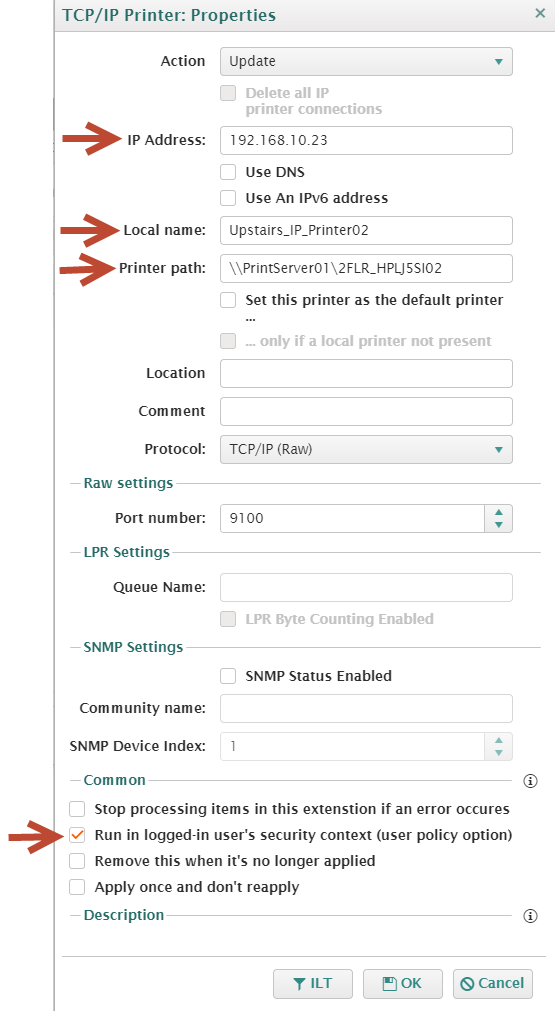 TCP/IP Printer: Properties ×
Action Update
Delete all IP
printer connections
IP Address: 192.168.10.23
Use DNS
Use An IPv6 address
Local name: Upstairs_IP_Printer02
Printer path: \\PrintServer01\2FLR_HPLJ5SI02
Set this printer as the default printer
...
... only if a local printer not present
Location
Comment
Protocol: TCP/IP (Raw)
Raw settings
Port number: 9100
LPR Settings
Queue Name:
LPR Byte Counting Enabled
SNMP Settings
SNMP Status Enabled
Community name:
SNMP Device Index: 1
Common
Stop processing items in this extenstion if an error occures
Run in logged-in user's security context (user policy option)
Remove this when it's no longer applied
Apply once and don't reapply
Description
ILT OK Cancel